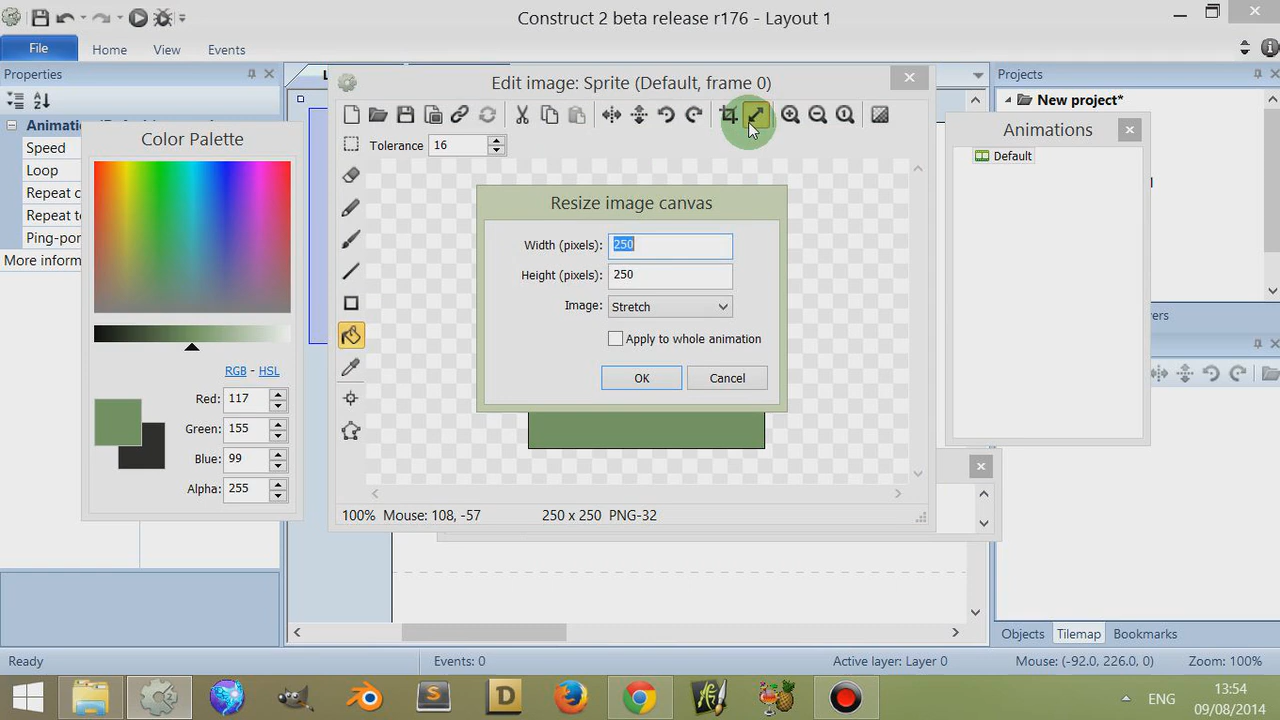 Construct 2 beta release r176 - Layout 1
File
Home
View
Events
Properties
Projects
Speed
Loop
Repeat
More inform
New project*
Color Palette
RGB - HSL
Red: 117
Green: 155
Blue: 99
Alpha: 255
Edit image: Sprite (Default, frame 0)
Tolerance 16
Resize image canvas
Width (pixels): 250
Height (pixels): 250
Image: Stretch
Apply to whole animation
OK
Cancel
100% Mouse: 108, -57 250 x 250 PNG-32
Animations
Default
Objects
Tilemap
Bookmarks
Ready
Events: 0
Active layer: Layer 0
Mouse: (-92.0, 226.0, 0)
Zoom: 100%
ENG
13:54
09/08/2014